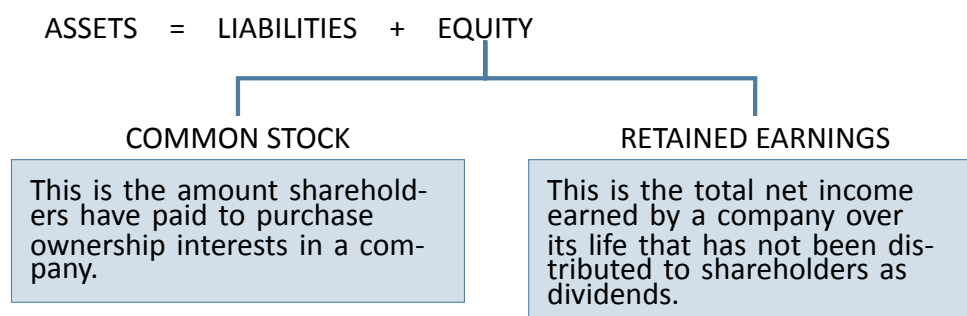 ASSETS = LIABILITIES + EQUITY
COMMON STOCK
This is the amount sharehold-
ers have paid to purchase
ownership interests in a com-
pany.
RETAINED EARNINGS
This is the total net income
earned by a company over
its life that has not been dis-
tributed to shareholders as
dividends.